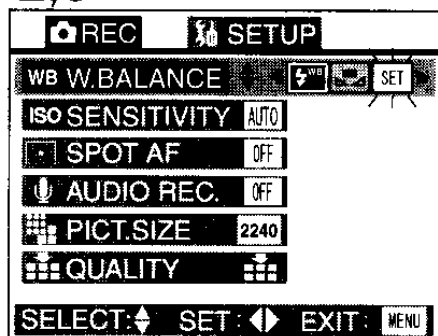 REC SETUP
WB W.BALANCE WB SET
ISO SENSITIVITY AUTO
SPOT AF OFF
AUDIO REC. OFF
PICT.SIZE 2240
QUALITY
SELECT: SET: EXIT: MENU